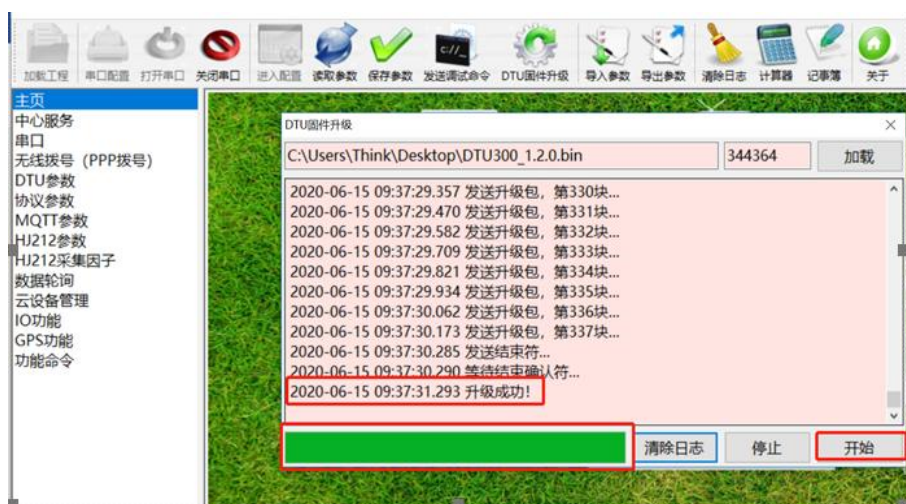 加载工程 串口配置 打开串口 关闭串口 进入配置 读取参数 保存参数 发送调试命令 DTU固件升级 导入参数 导出参数 清除日志 计算器 记事簿 关于
c://_
主页
中心服务
串口
无线拨号（PPP拨号）
DTU参数
协议参数
MQTT参数
HJ212参数
HJ212采集因子
数据轮询
云设备管理
IO功能
GPS功能
功能命令
DTU固件升级
C:\Users\Think\Desktop\DTU300_1.2.0.bin 344364 加载
2020-06-15 09:37:29.357 发送升级包，第330块...
2020-06-15 09:37:29.470 发送升级包，第331块...
2020-06-15 09:37:29.582 发送升级包，第332块...
2020-06-15 09:37:29.709 发送升级包，第333块...
2020-06-15 09:37:29.821 发送升级包，第334块...
2020-06-15 09:37:29.934 发送升级包，第335块...
2020-06-15 09:37:30.062 发送升级包，第336块...
2020-06-15 09:37:30.173 发送升级包，第337块...
2020-06-15 09:37:30.285 发送结束符...
2020-06-15 09:37:30.290 等待结束确认符...
2020-06-15 09:37:31.293 升级成功！
清除日志 停止 开始